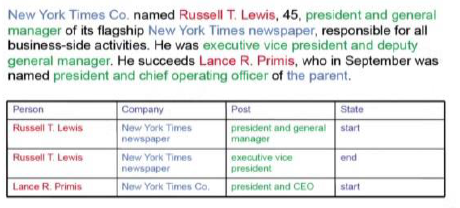 New York Times Co. named Russell T. Lewis, 45, president and general
manager of its flagship New York Times newspaper, responsible for all
business-side activities. He was executive vice president and deputy
general manager. He succeeds Lance R. Primis, who in September was
named president and chief operating officer of the parent.
Person Company Post State
Russell T. Lewis New York Times president and general start
newspaper manager
Russell T. Lewis New York Times executive vice end
newspaper president
Lance R. Primis New York Times Co. president and CEO start